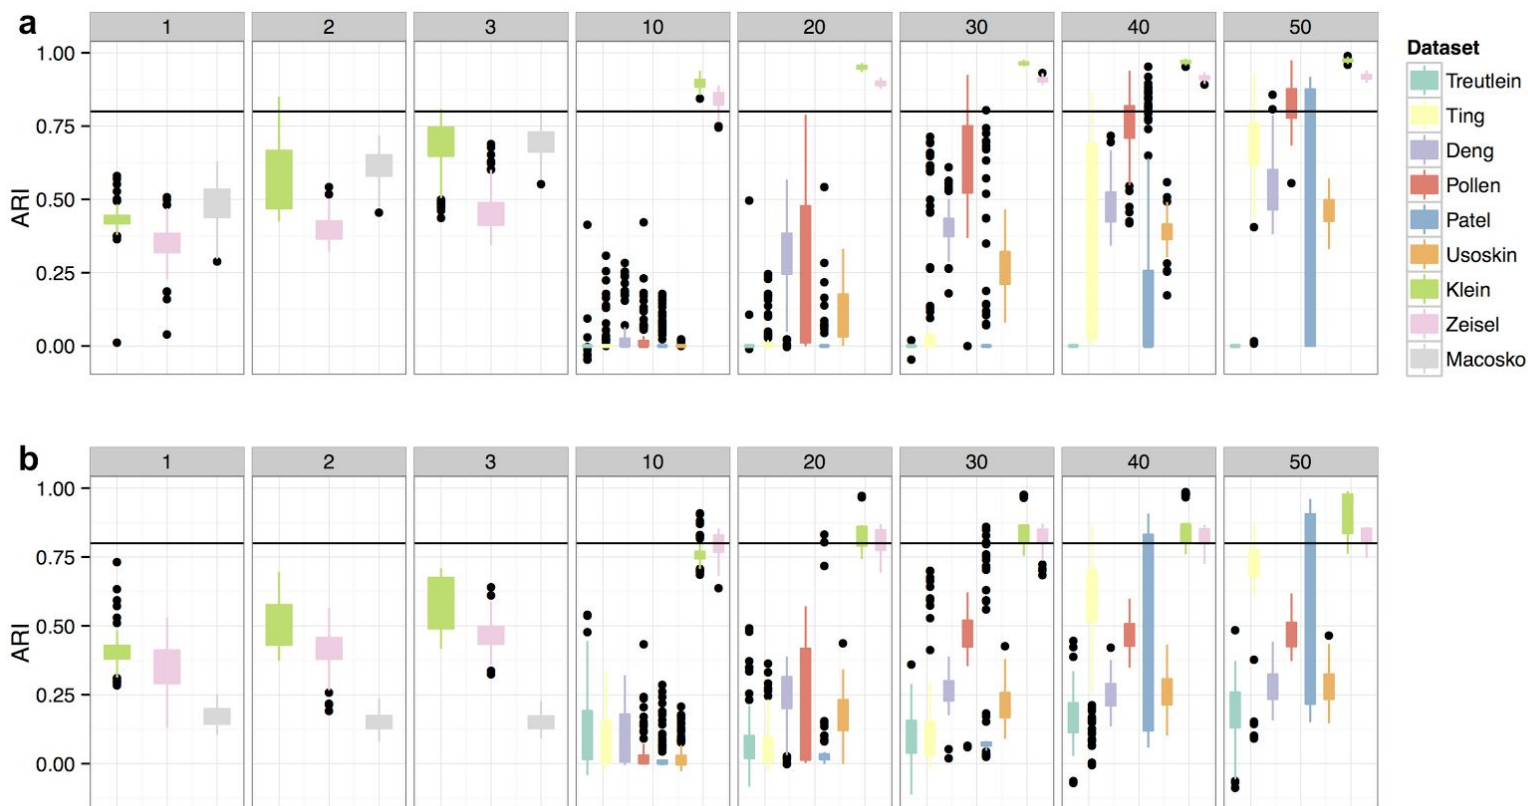 a
1 2 3 10 20 30 40 50
1.00
0.75
0.50
0.25
0.00
ARI
Dataset
Treutlein
Ting
Deng
Pollen
Patel
Usoskin
Klein
Zeisel
Macosko
b
1 2 3 10 20 30 40 50
1.00
0.75
0.50
0.25
0.00
ARI